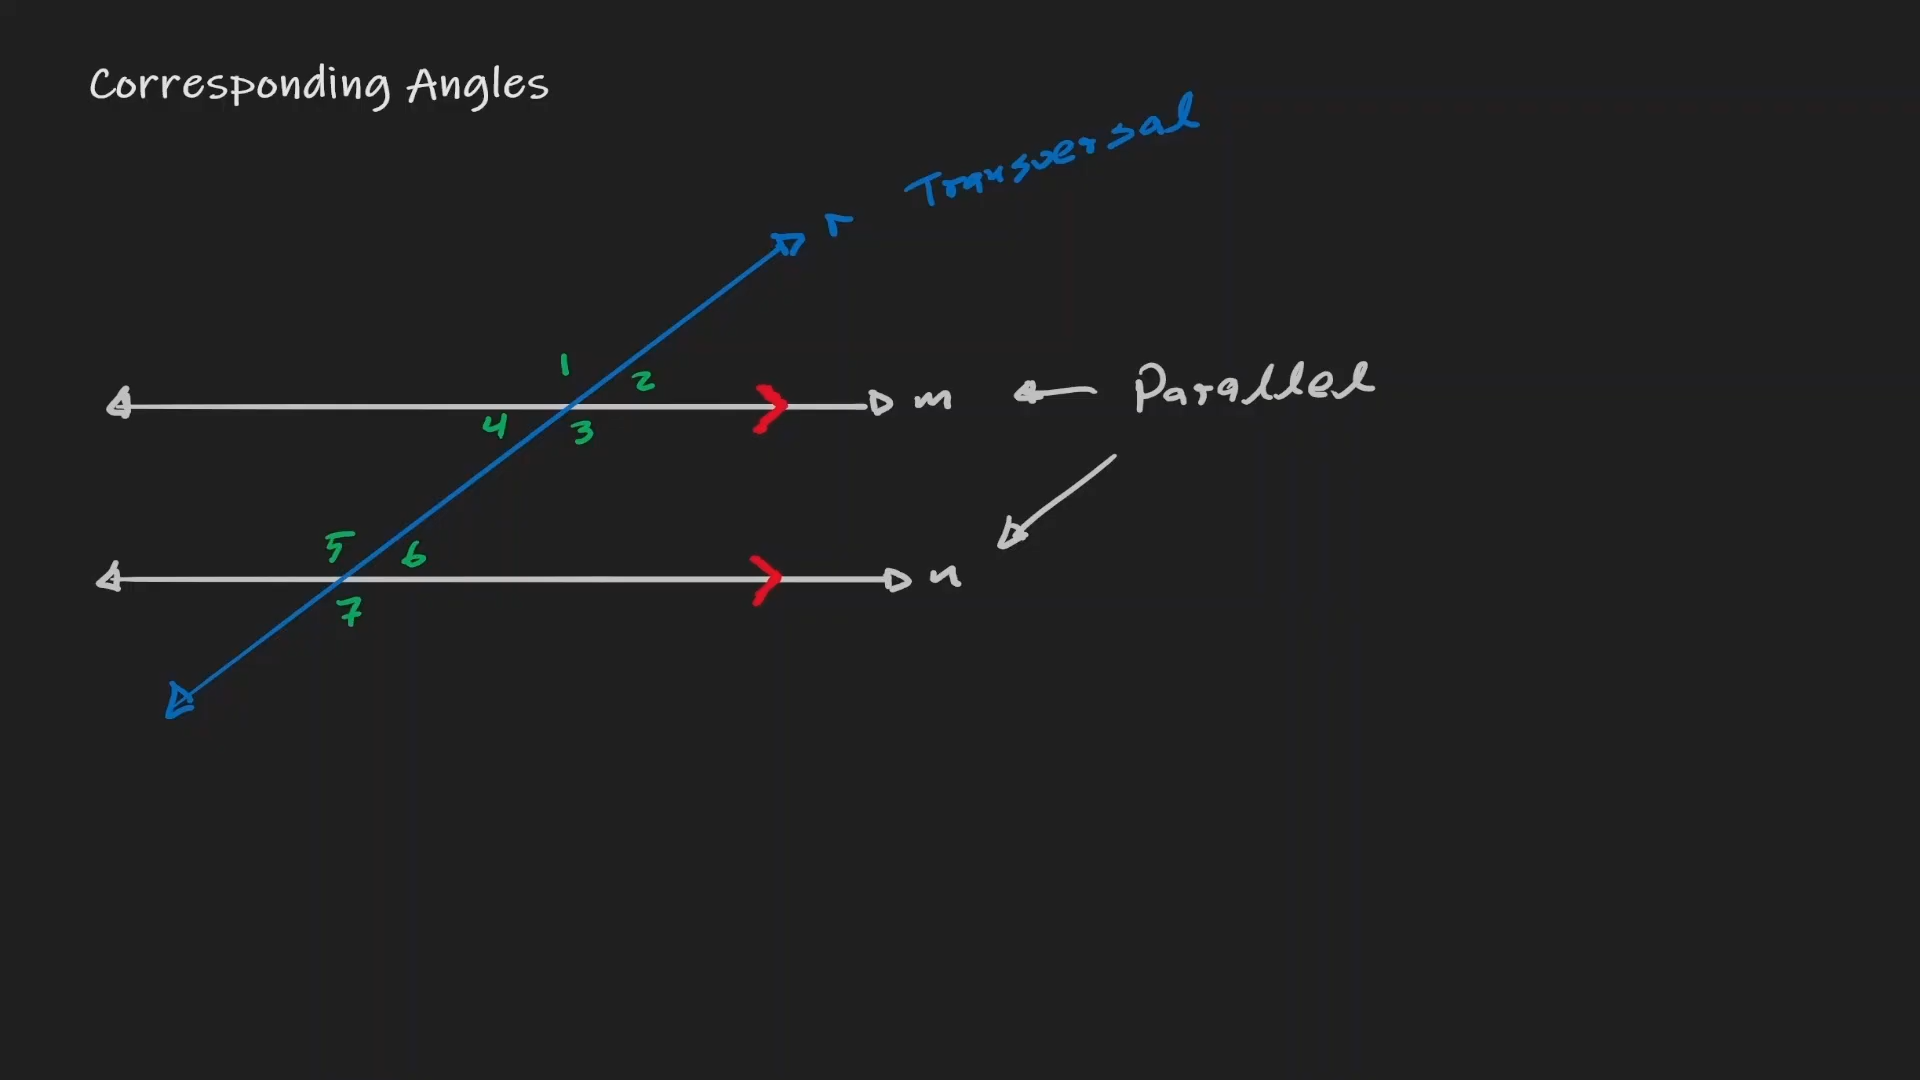 Corresponding Angles
r Transversal
1 2
m Parallel
4 3
5 6
n
7